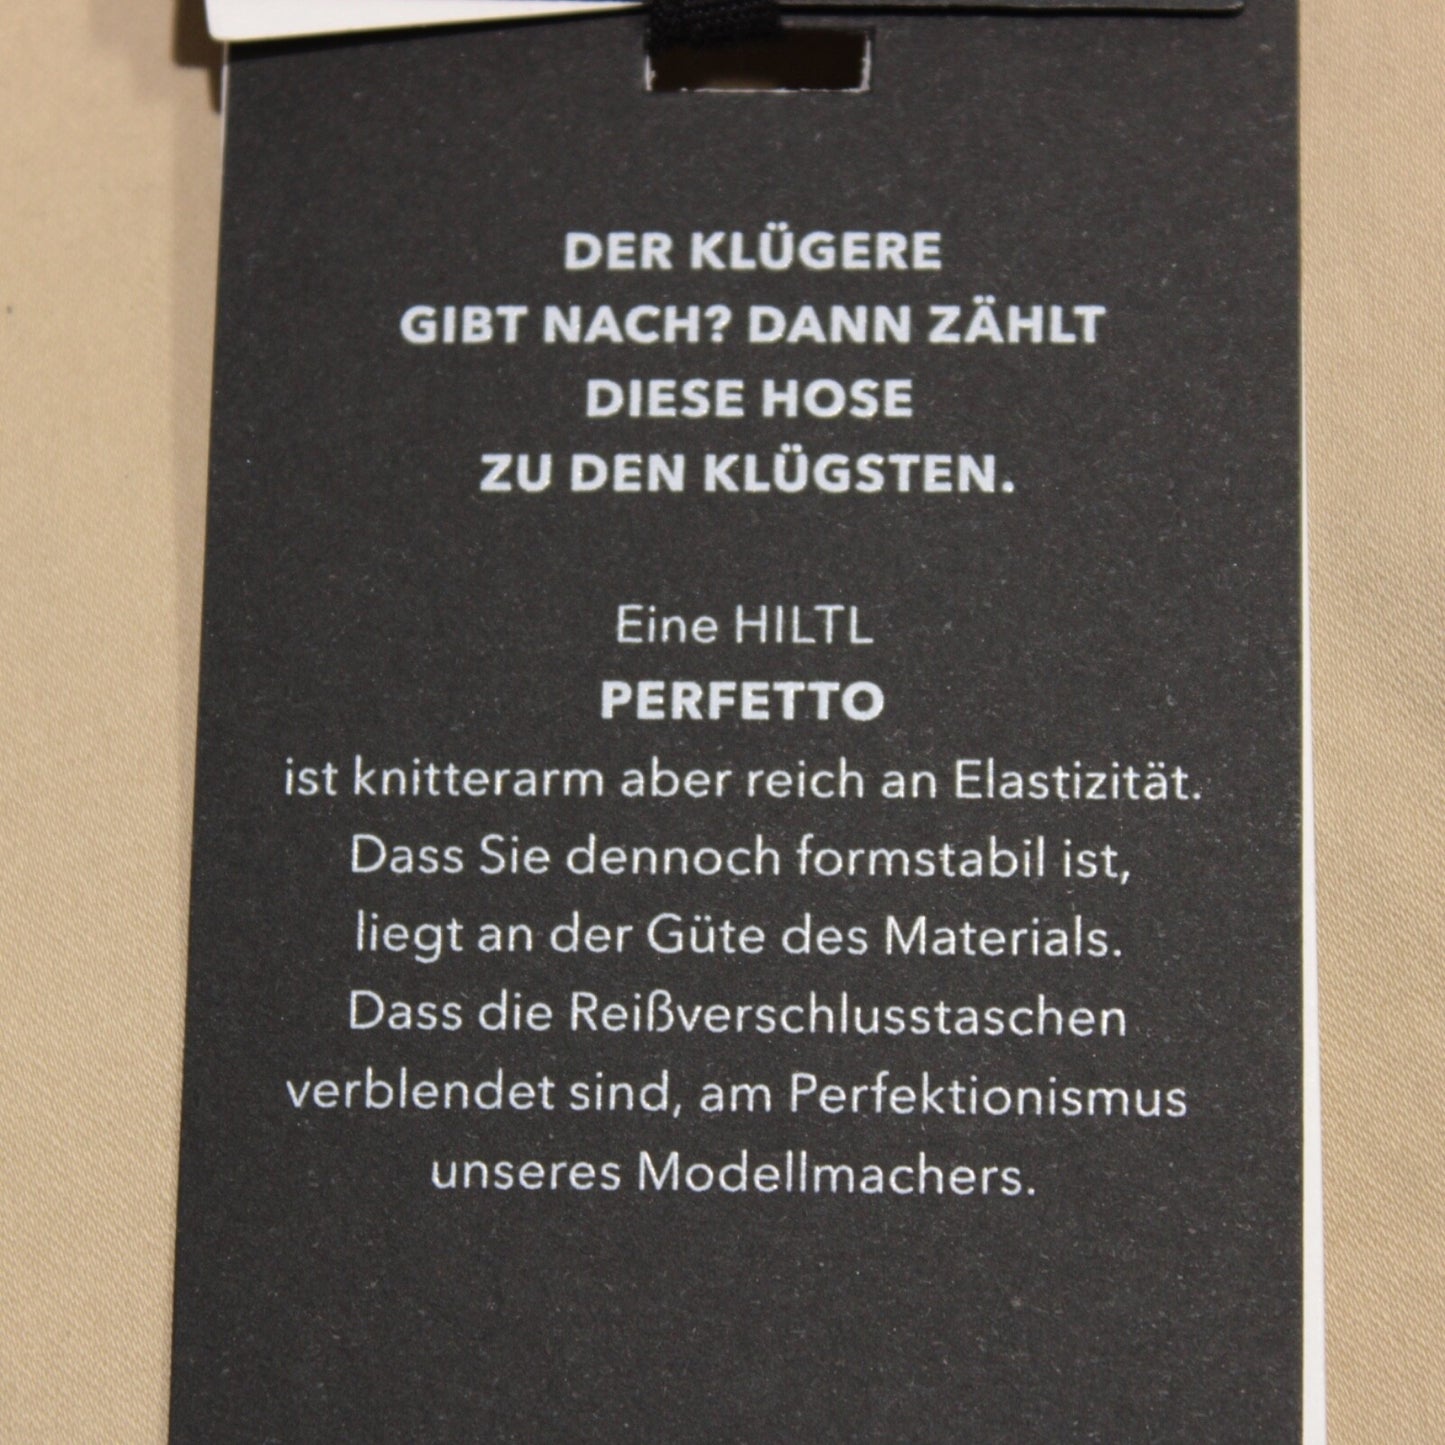 DER KLÜGERE
GIBT NACH? DANN ZÄHLT
DIESE HOSE
ZU DEN KLÜGSTEN.
Eine HILTL
PERFETTO
ist knitterarm aber reich an Elastizität.
Dass Sie dennoch formstabil ist,
liegt an der Güte des Materials.
Dass die Reißverschlusstaschen
verblendet sind, am Perfektionismus
unseres Modellmachers.